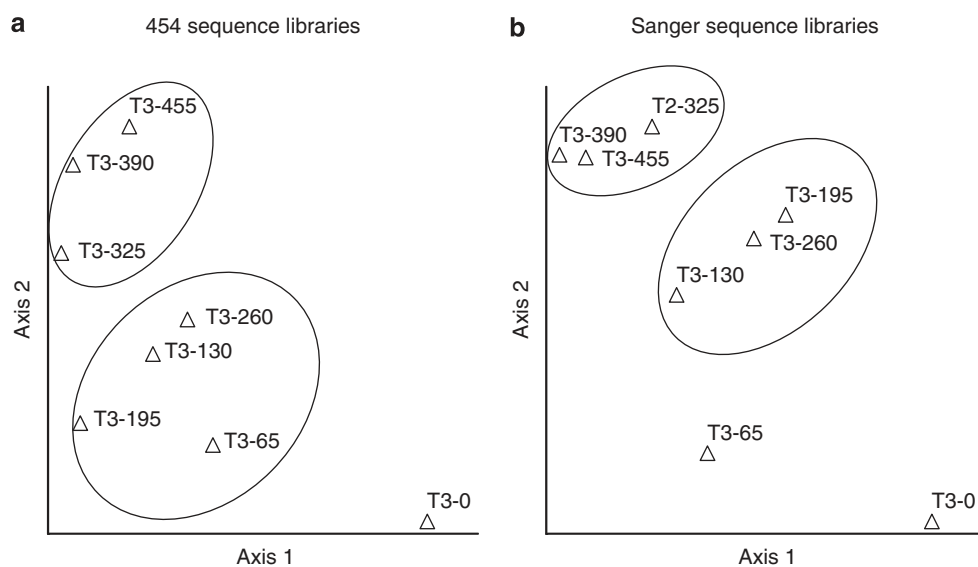 a 454 sequence libraries
T3-455
T3-390
T3-325
T3-260
T3-130
T3-195
T3-65
T3-0
Axis 2
Axis 1
b Sanger sequence libraries
T2-325
T3-390
T3-455
T3-195
T3-260
T3-130
T3-65
T3-0
Axis 2
Axis 1